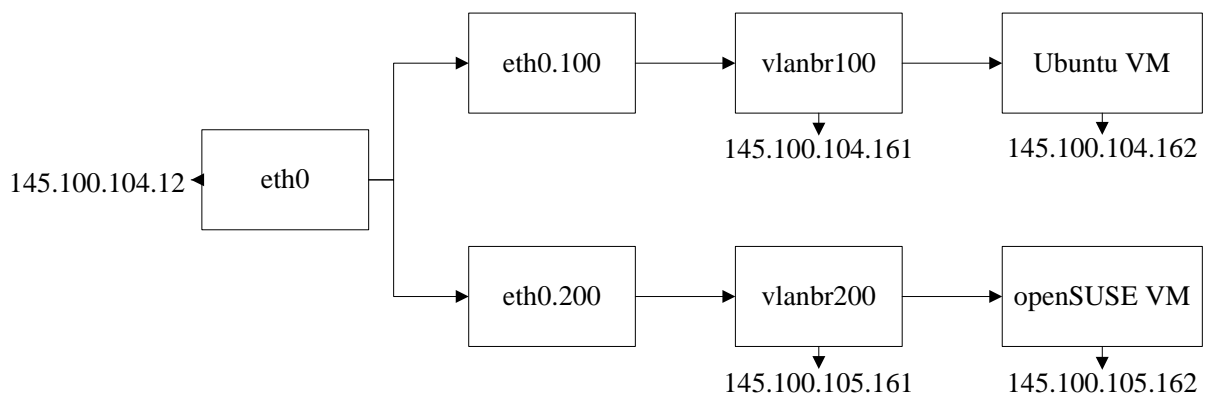 eth0.100
vlanbr100
Ubuntu VM
145.100.104.161
145.100.104.162
145.100.104.12
eth0
eth0.200
vlanbr200
openSUSE VM
145.100.105.161
145.100.105.162